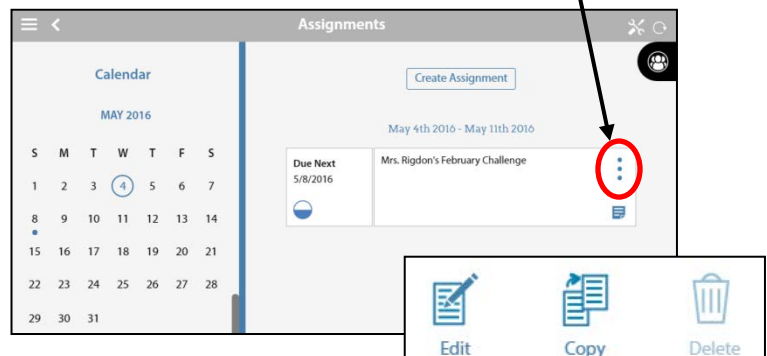 Assignments
Calendar
MAY 2016
S M T W T F S
1 2 3 4 5 6 7
8 9 10 11 12 13 14
15 16 17 18 19 20 21
22 23 24 25 26 27 28
29 30 31
Create Assignment
May 4th 2016 - May 11th 2016
Due Next
5/8/2016
Mrs. Rigdon's February Challenge
Edit Copy Delete